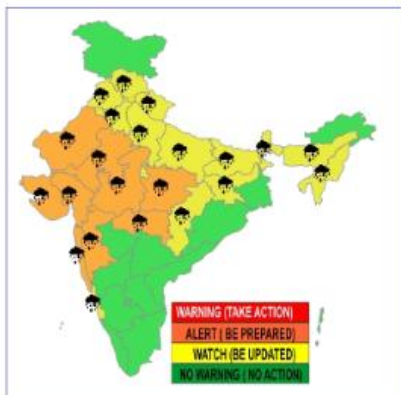 WARNING (TAKE ACTION)
ALERT ( BE PREPARED)
WATCH (BE UPDATED)
NO WARNING ( NO ACTION)